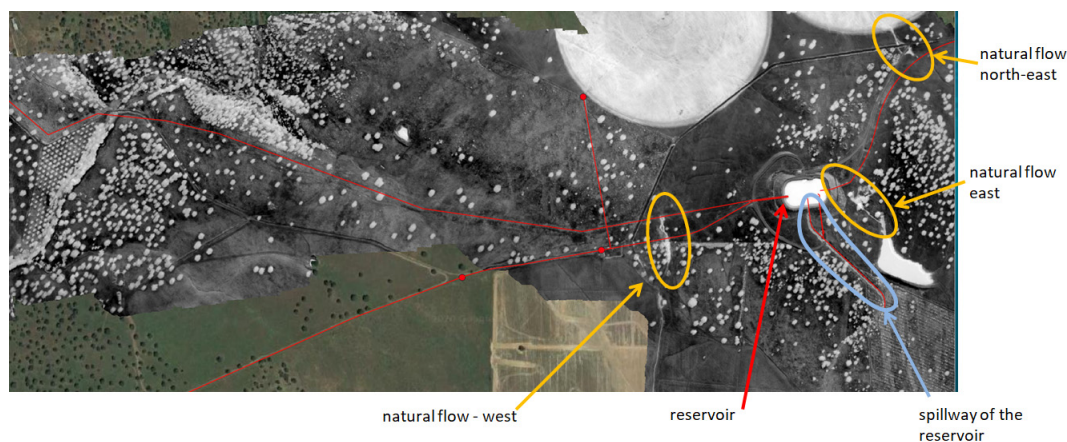 natural flow
north-east
natural flow
east
natural flow - west
reservoir
spillway of the
reservoir